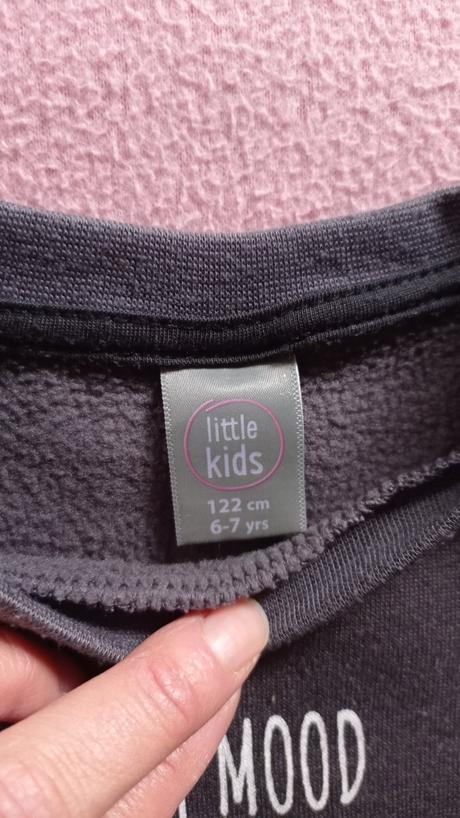 little
kids
122 cm
6-7 yrs
MOOD